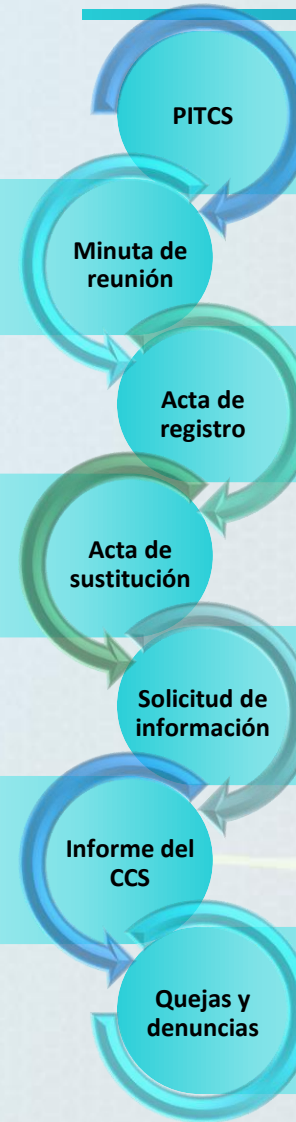 PITCS
Minuta de
reunión
Acta de
registro
Acta de
sustitución
Solicitud de
información
Informe del
CCS
Quejas y
denuncias